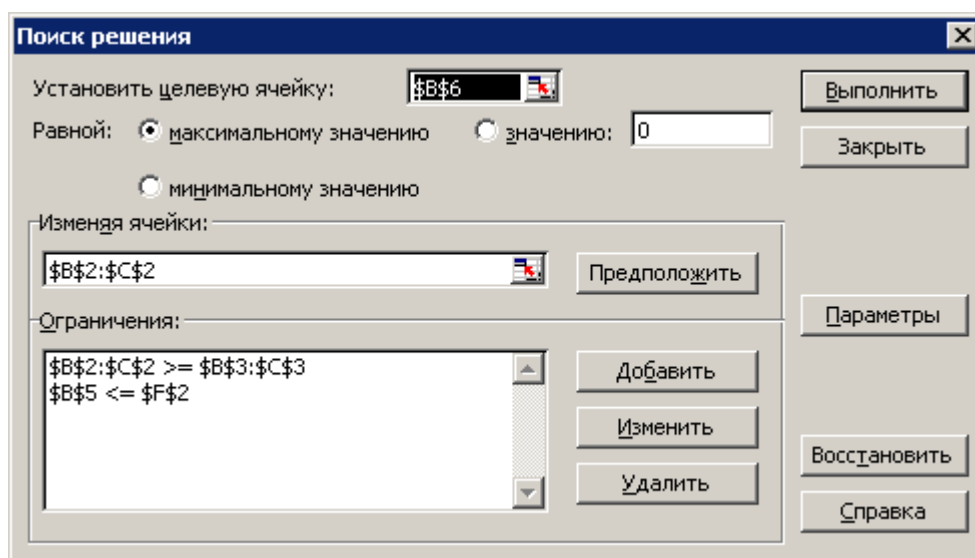 Поиск решения
Установить целевую ячейку: $B$6
Выполнить
Равной: максимальному значению значению: 0
Закрыть
минимальному значению
Изменяя ячейки:
$B$2:$C$2
Предположить
Параметры
Ограничения:
$B$2:$C$2 >= $B$3:$C$3
$B$5 <= $F$2
Добавить
Изменить
Удалить
Восстановить
Справка